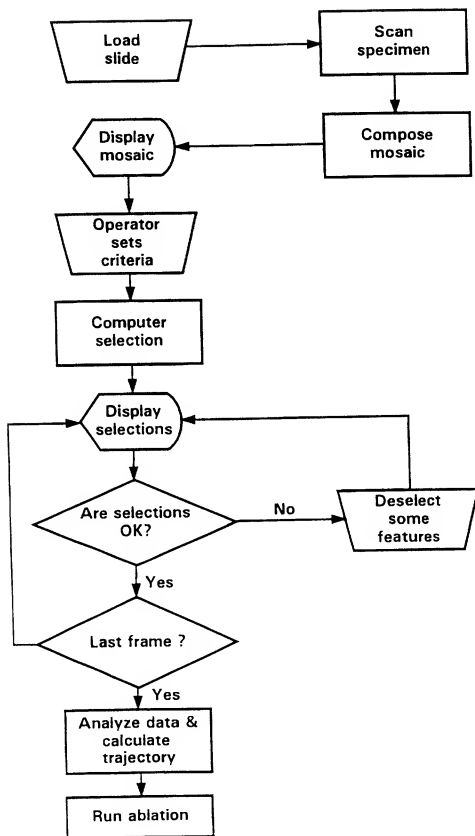 Load
slide
Scan
specimen
Compose
mosaic
Display
mosaic
Operator
sets
criteria
Computer
selection
Display
selections
Are selections
OK?
No
Deselect
some
features
Yes
Last frame ?
Yes
Analyze data &
calculate
trajectory
Run ablation